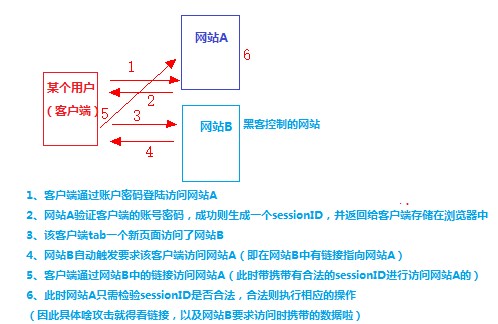 网站A
1
6
某个用户
（客户端）
2
5
3
网站B
黑客控制的网站
4
1、客户端通过账户密码登陆访问网站A
2、网站A验证客户端的账号密码，成功则生成一个sessionID，并返回给客户端存储在浏览器中
3、该客户端tab一个新页面访问了网站B
4、网站B自动触发要求该客户端访问网站A（即在网站B中有链接指向网站A）
5、客户端通过网站B中的链接访问网站A（此时带携带有合法的sessionID进行访问网站A的）
6、此时网站A只需检验sessionID是否合法，合法则执行相应的操作
（因此具体啥攻击就得看链接，以及网站B要求访问时携带的数据啦）